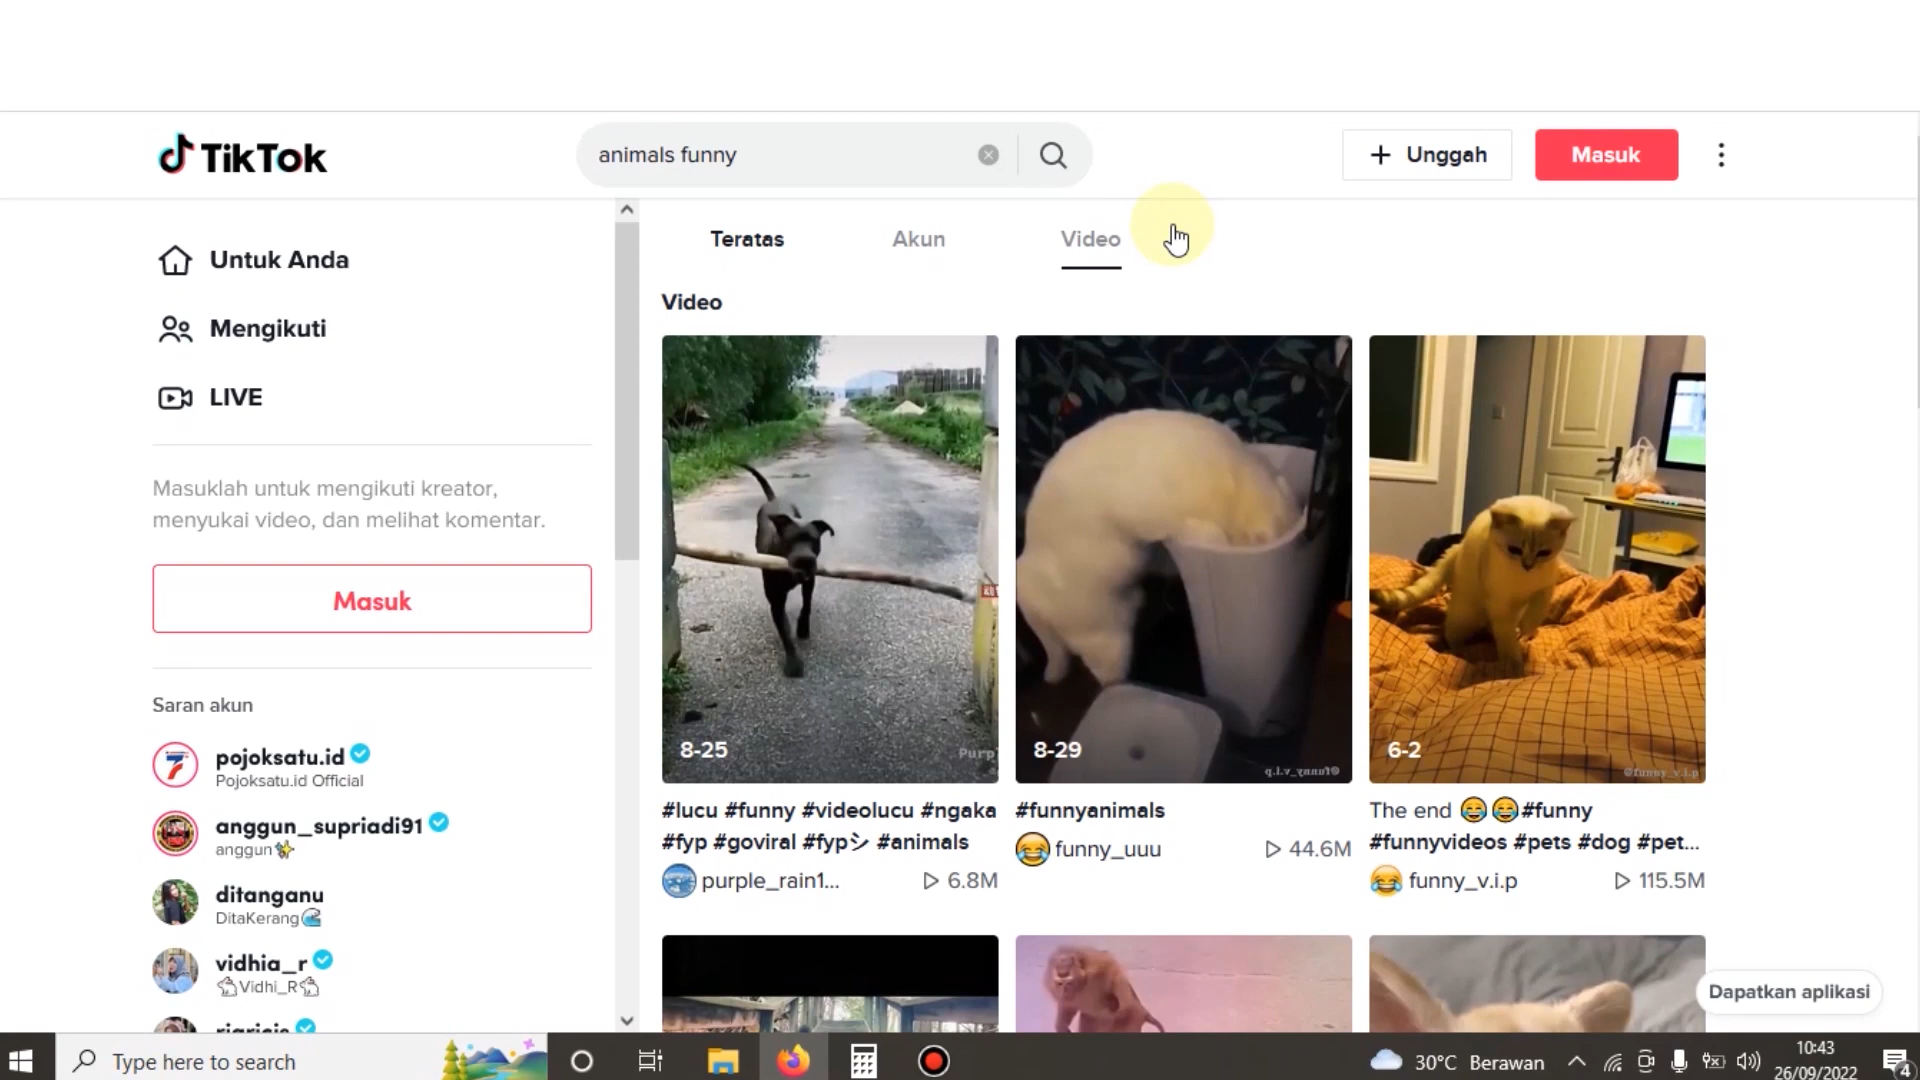 TikTok
animals funny
Unggah
Masuk
Untuk Anda
Mengikuti
LIVE
Masuklah untuk mengikuti kreator,
menyukai video, dan melihat komentar.
Masuk
Saran akun
pojoksatu.id
Pojoksatu.id Official
anggun_supriadi91
anggun✨
ditanganu
DitaKerang🌊
vidhia_r
🐇Vidhi_R🐇
Teratas
Akun
Video
Video
8-25
Purp
#lucu #funny #videolucu #ngaka
#fyp #goviral #fypシ #animals
purple_rain1...
6.8M
8-29
@funny_v.i.p
#funnyanimals
funny_uuu
44.6M
6-2
@funny_v.i.p
The end 😂😂#funny
#funnyvideos #pets #dog #pet...
funny_v.i.p
115.5M
Dapatkan aplikasi
Type here to search
30°C Berawan
10:43
26/09/2022
4